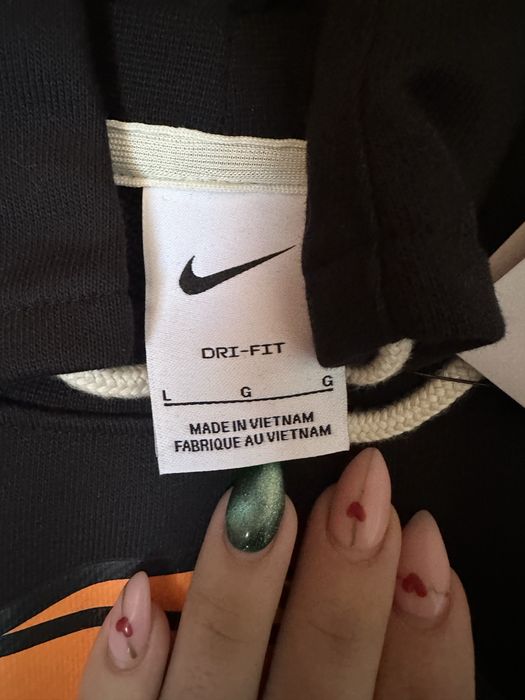 DRI-FIT
L G G
MADE IN VIETNAM
FABRIQUE AU VIETNAM